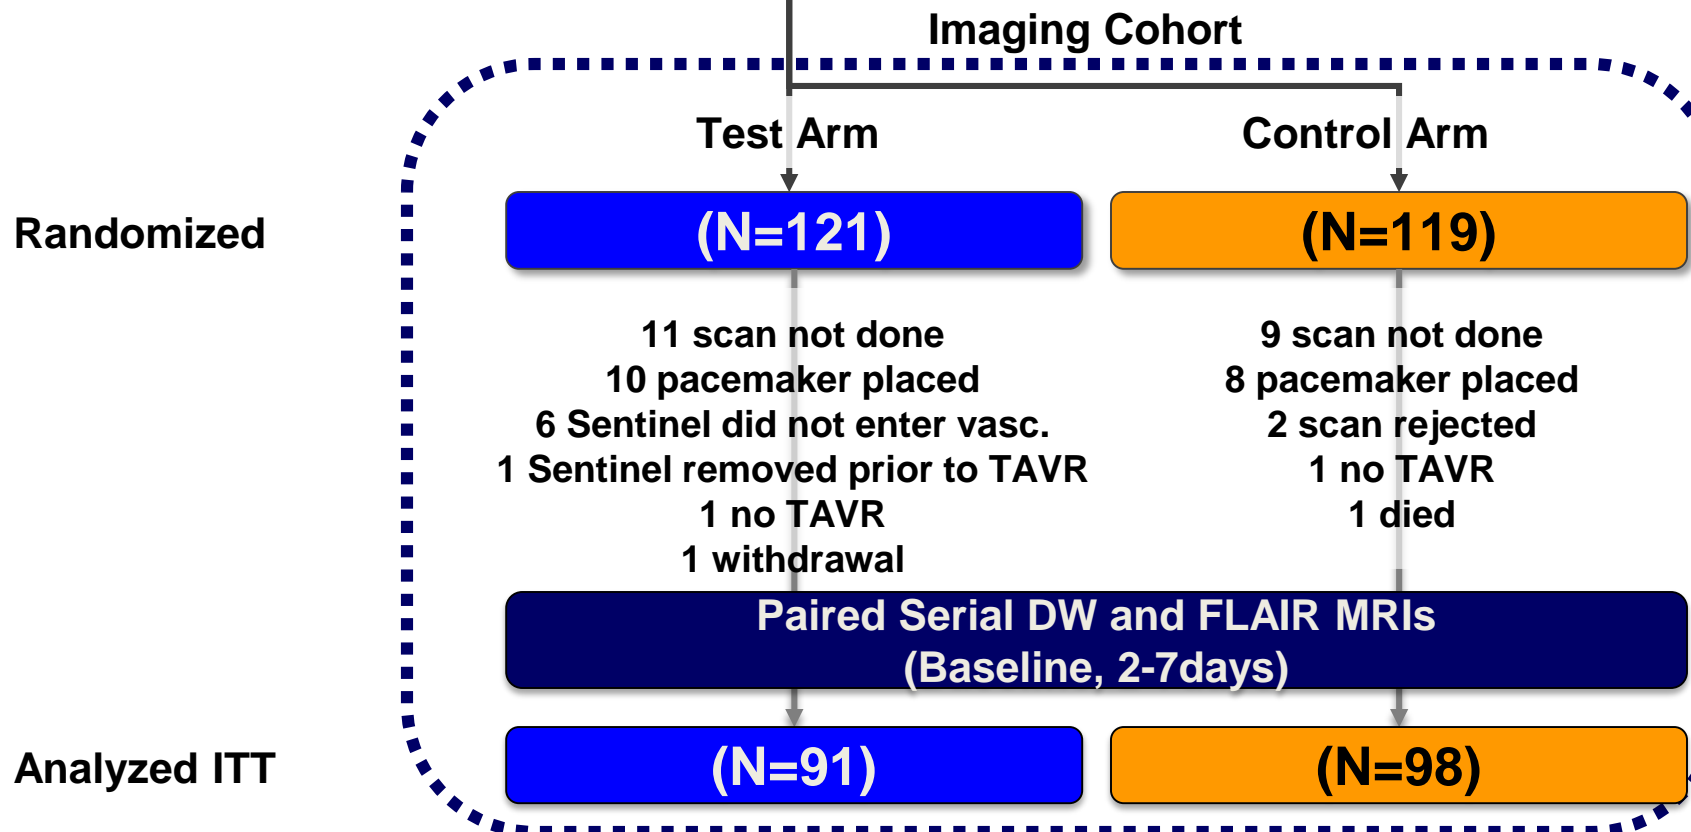 Imaging Cohort
Test Arm
Control Arm
Randomized
(N=121)
(N=119)
11 scan not done
10 pacemaker placed
6 Sentinel did not enter vasc.
1 Sentinel removed prior to TAVR
1 no TAVR
1 withdrawal
9 scan not done
8 pacemaker placed
2 scan rejected
1 no TAVR
1 died
Paired Serial DW and FLAIR MRIs
(Baseline, 2-7days)
Analyzed ITT
(N=91)
(N=98)